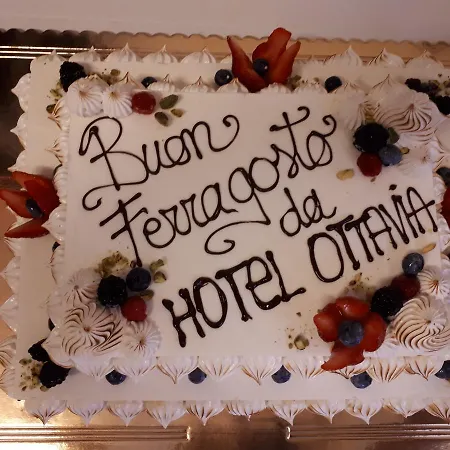 Buon
Ferragosto
da
HOTEL OTTAVIA